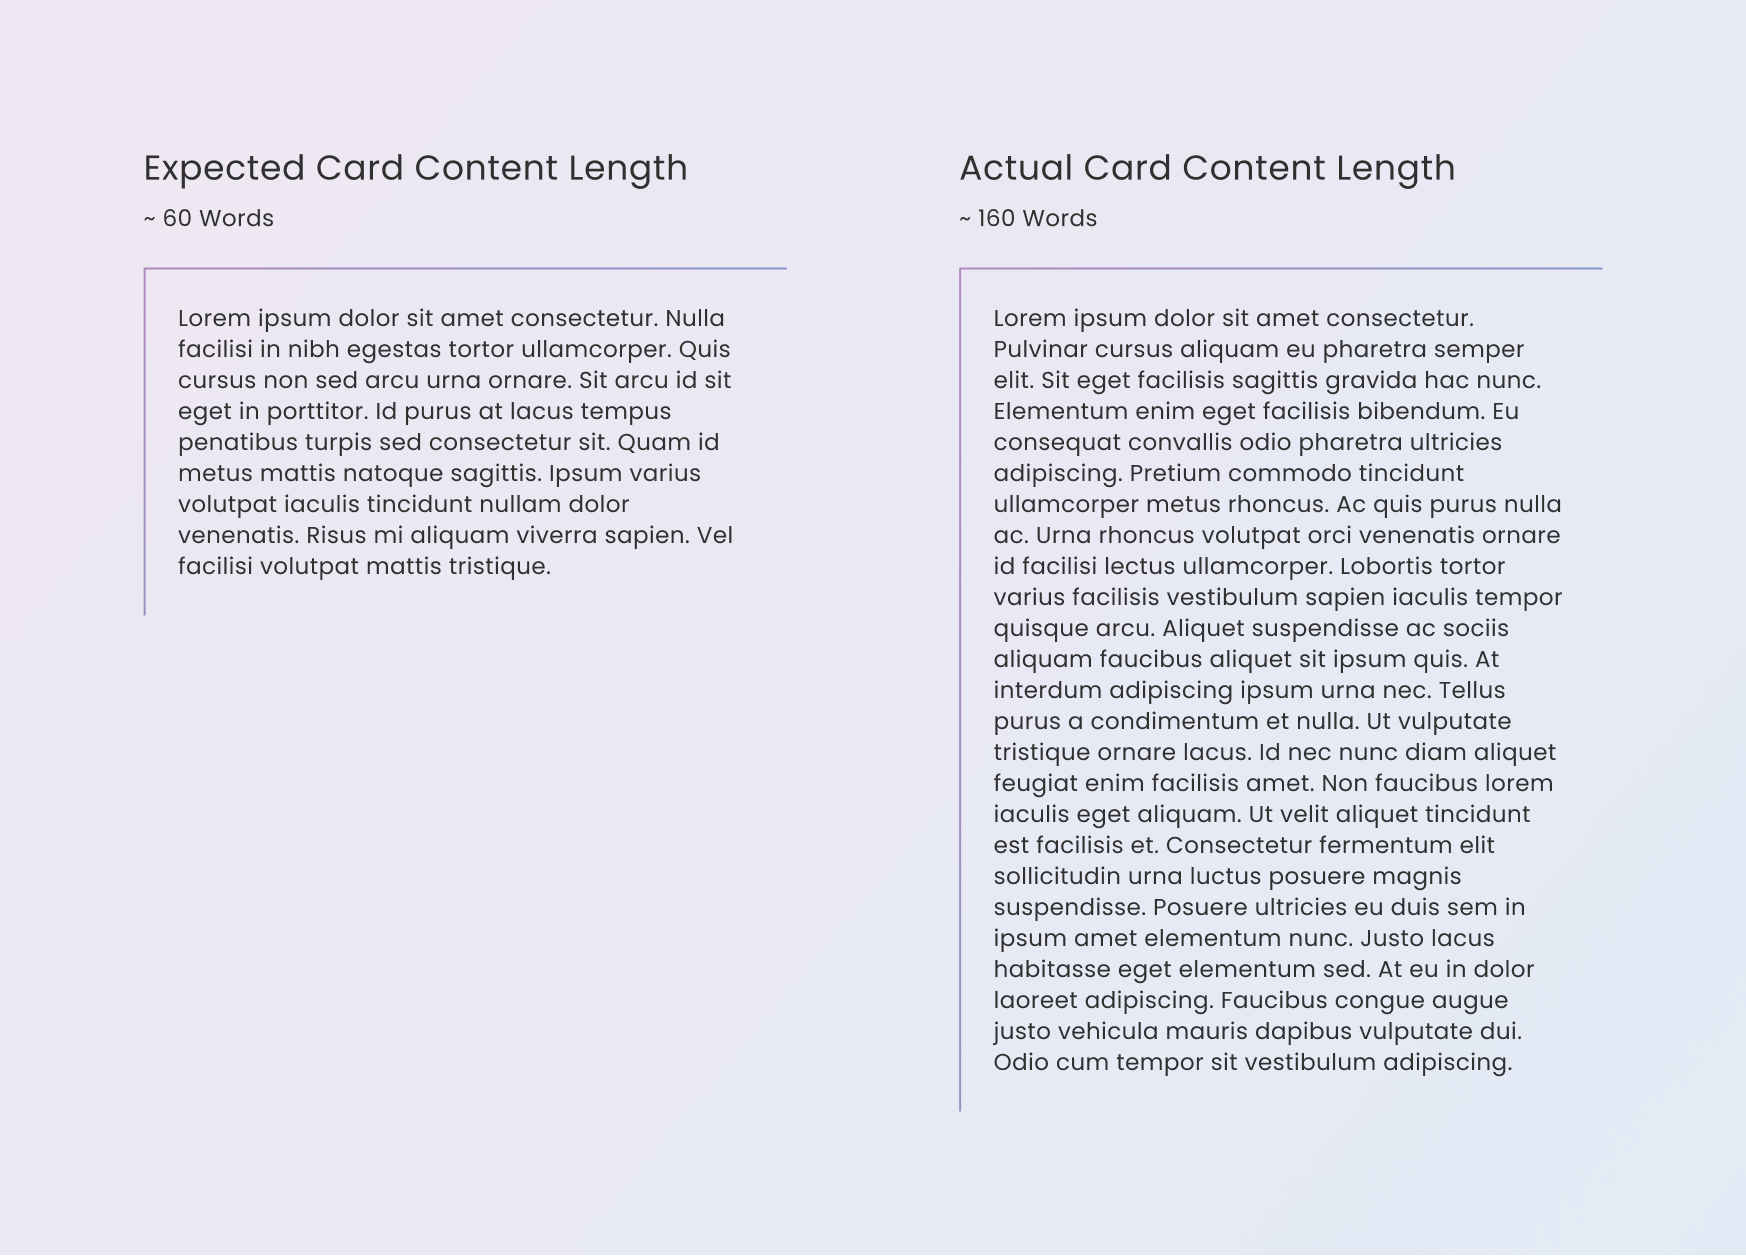 Expected Card Content Length
~ 60 Words
Lorem ipsum dolor sit amet consectetur. Nulla
facilisi in nibh egestas tortor ullamcorper. Quis
cursus non sed arcu urna ornare. Sit arcu id sit
eget in porttitor. Id purus at lacus tempus
penatibus turpis sed consectetur sit. Quam id
metus mattis natoque sagittis. Ipsum varius
volutpat iaculis tincidunt nullam dolor
venenatis. Risus mi aliquam viverra sapien. Vel
facilisi volutpat mattis tristique.
Actual Card Content Length
~ 160 Words
Lorem ipsum dolor sit amet consectetur.
Pulvinar cursus aliquam eu pharetra semper
elit. Sit eget facilisis sagittis gravida hac nunc.
Elementum enim eget facilisis bibendum. Eu
consequat convallis odio pharetra ultricies
adipiscing. Pretium commodo tincidunt
ullamcorper metus rhoncus. Ac quis purus nulla
ac. Urna rhoncus volutpat orci venenatis ornare
id facilisi lectus ullamcorper. Lobortis tortor
varius facilisis vestibulum sapien iaculis tempor
quisque arcu. Aliquet suspendisse ac sociis
aliquam faucibus aliquet sit ipsum quis. At
interdum adipiscing ipsum urna nec. Tellus
purus a condimentum et nulla. Ut vulputate
tristique ornare lacus. Id nec nunc diam aliquet
feugiat enim facilisis amet. Non faucibus lorem
iaculis eget aliquam. Ut velit aliquet tincidunt
est facilisis et. Consectetur fermentum elit
sollicitudin urna luctus posuere magnis
suspendisse. Posuere ultricies eu duis sem in
ipsum amet elementum nunc. Justo lacus
habitasse eget elementum sed. At eu in dolor
laoreet adipiscing. Faucibus congue augue
justo vehicula mauris dapibus vulputate dui.
Odio cum tempor sit vestibulum adipiscing.